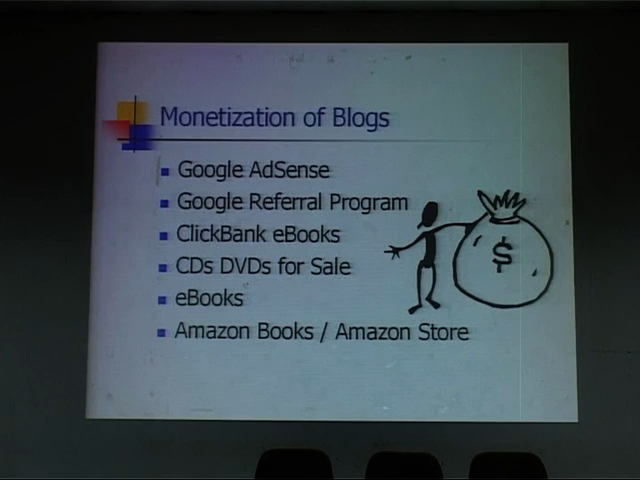 Monetization of Blogs
Google AdSense
Google Referral Program
ClickBank eBooks
CDs DVDs for Sale
eBooks
Amazon Books / Amazon Store
$